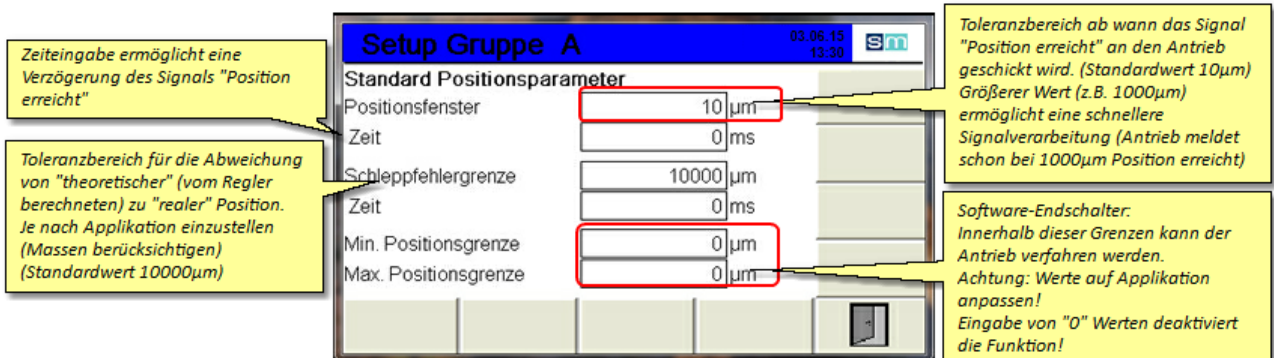 Zeiteingabe ermöglicht eine
Verzögerung des Signals "Position
erreicht"
Toleranzbereich für die Abweichung
von "theoretischer" (vom Regler
berechneten) zu "realer" Position.
Je nach Applikation einzustellen
(Massen berücksichtigen)
(Standardwert 10000µm)
Setup Gruppe A
03.06.15
13:30
sm
Standard Positionsparameter
Positionsfenster 10 µm
Zeit 0 ms
Schleppfehlergrenze 10000 µm
Zeit 0 ms
Min. Positionsgrenze 0 µm
Max. Positionsgrenze 0 µm
Toleranzbereich ab wann das Signal
"Position erreicht" an den Antrieb
geschickt wird. (Standardwert 10µm)
Größerer Wert (z.B. 1000µm)
ermöglicht eine schnellere
Signalverarbeitung (Antrieb meldet
schon bei 1000µm Position erreicht)
Software-Endschalter:
Innerhalb dieser Grenzen kann der
Antrieb verfahren werden.
Achtung: Werte auf Applikation
anpassen!
Eingabe von "0" Werten deaktiviert
die Funktion!